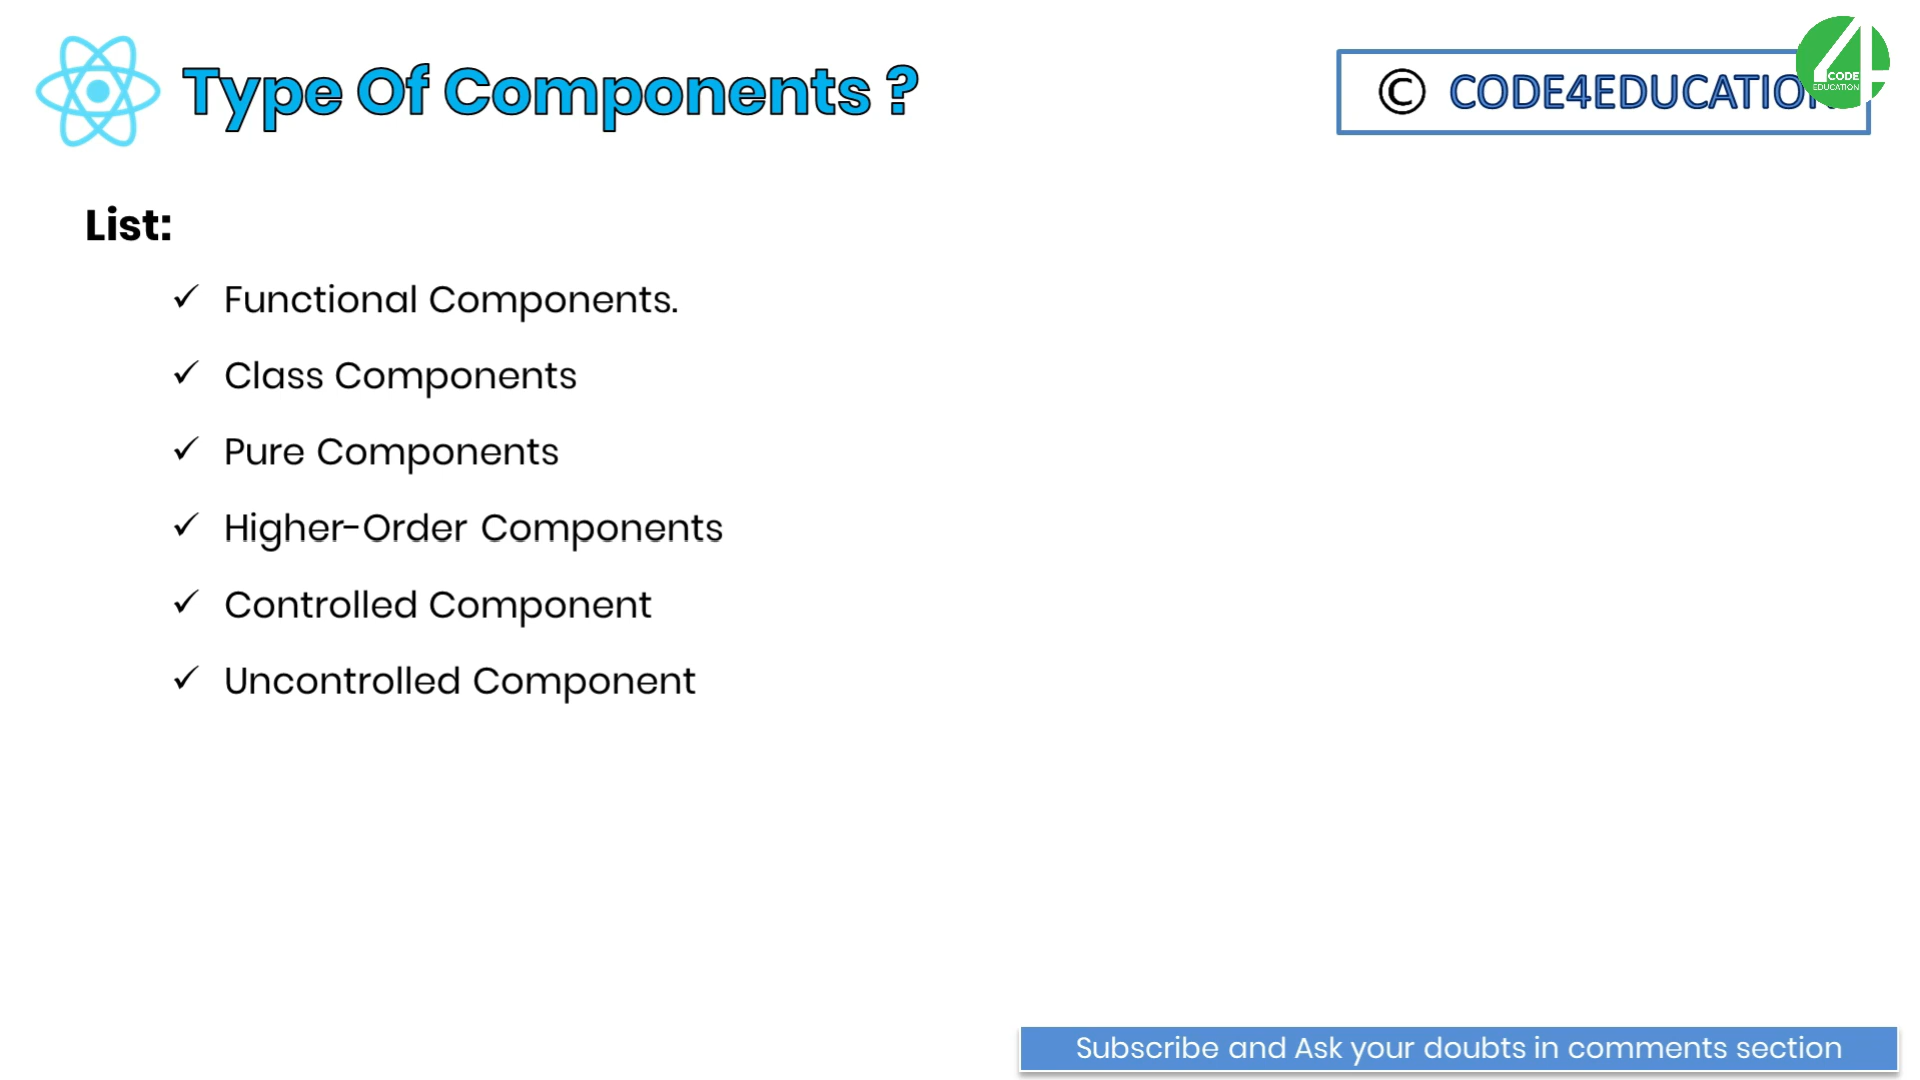 Type Of Components ?
© CODE4EDUCATION
CODE
EDUCATION
List:
✓ Functional Components.
✓ Class Components
✓ Pure Components
✓ Higher-Order Components
✓ Controlled Component
✓ Uncontrolled Component
Subscribe and Ask your doubts in comments section